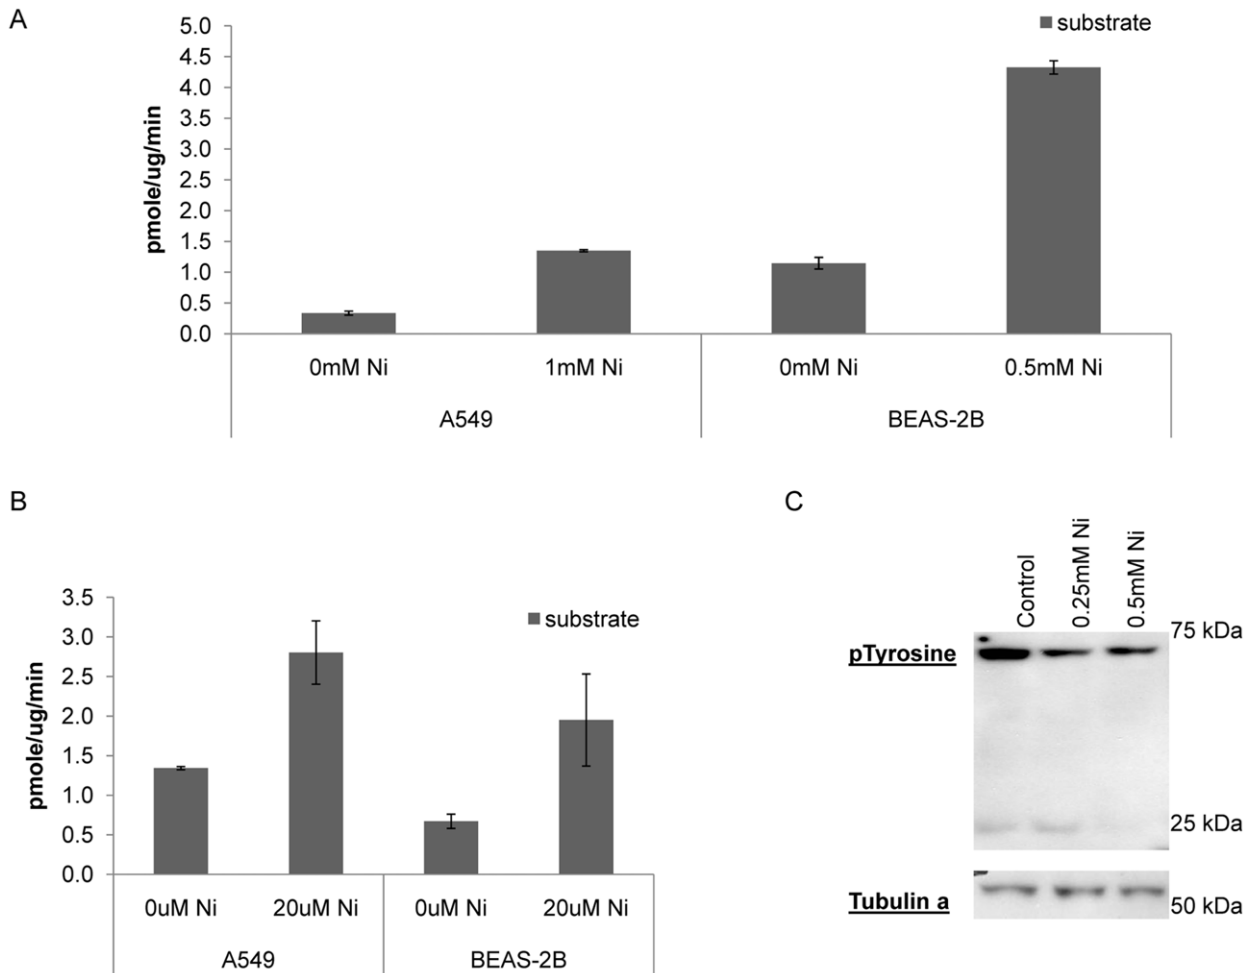 A
substrate
pmole/ug/min
5.0
4.5
4.0
3.5
3.0
2.5
2.0
1.5
1.0
0.5
0.0
0mM Ni
1mM Ni
0mM Ni
0.5mM Ni
A549
BEAS-2B
B
substrate
pmole/ug/min
3.5
3.0
2.5
2.0
1.5
1.0
0.5
0.0
0uM Ni
20uM Ni
0uM Ni
20uM Ni
A549
BEAS-2B
C
Control
0.25mM Ni
0.5mM Ni
75 kDa
pTyrosine
25 kDa
Tubulin a
50 kDa